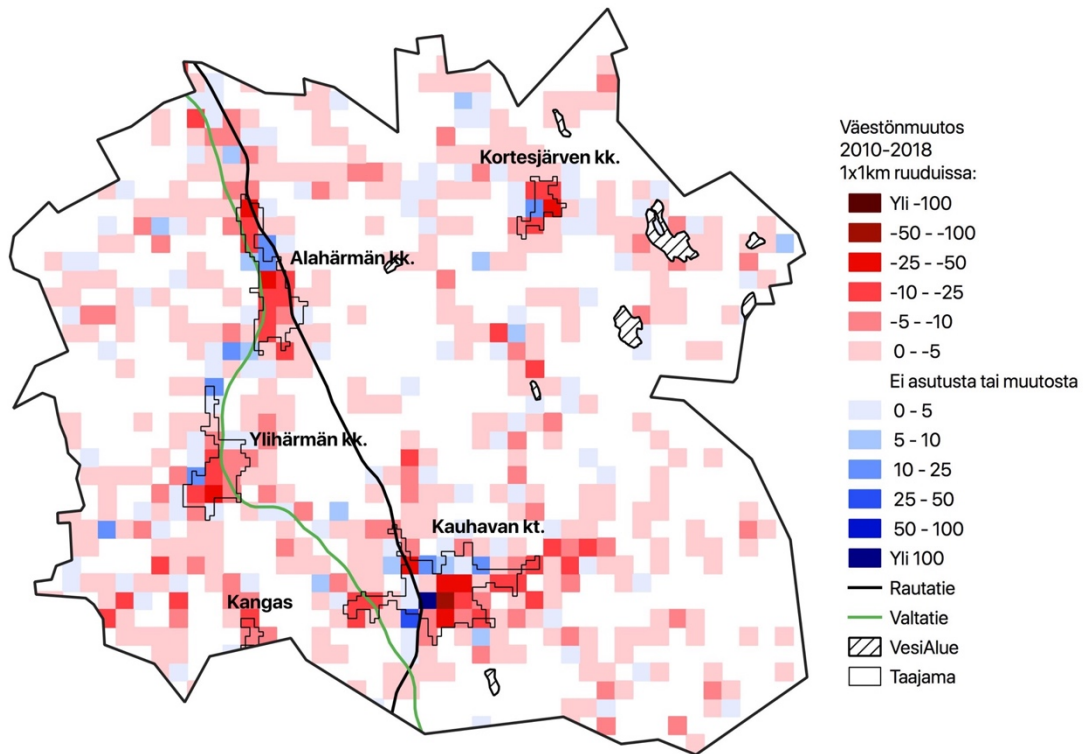 Kortesjärven kk.
Alahärmän kk.
Ylihärmän kk.
Kauhavan kt.
Kangas
Väestönmuutos
2010-2018
1x1km ruuduissa:
Yli -100
-50 - -100
-25 - -50
-10 - -25
-5 - -10
0 - -5
Ei asutusta tai muutosta
0 - 5
5 - 10
10 - 25
25 - 50
50 - 100
Yli 100
Rautatie
Valtatie
VesiAlue
Taajama